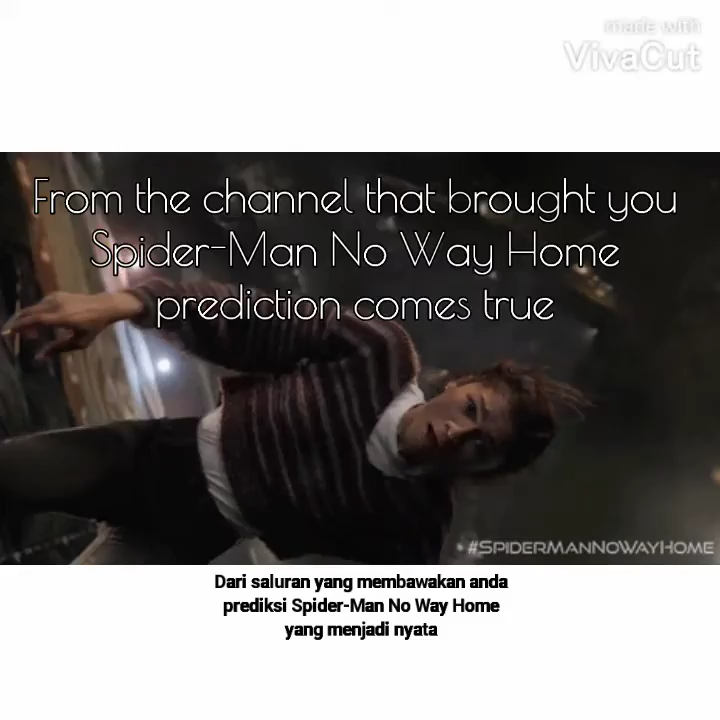 made with
VivaCut
From the channel that brought you
Spider-Man No Way Home
prediction comes true
#SPIDERMANNOWAYHOME
Dari saluran yang membawakan anda
prediksi Spider-Man No Way Home
yang menjadi nyata